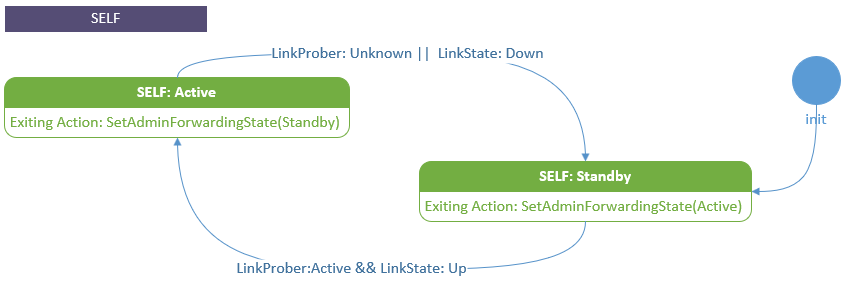 SELF
LinkProber: Unknown || LinkState: Down
SELF: Active
Exiting Action: SetAdminForwardingState(Standby)
init
SELF: Standby
Exiting Action: SetAdminForwardingState(Active)
LinkProber:Active && LinkState: Up